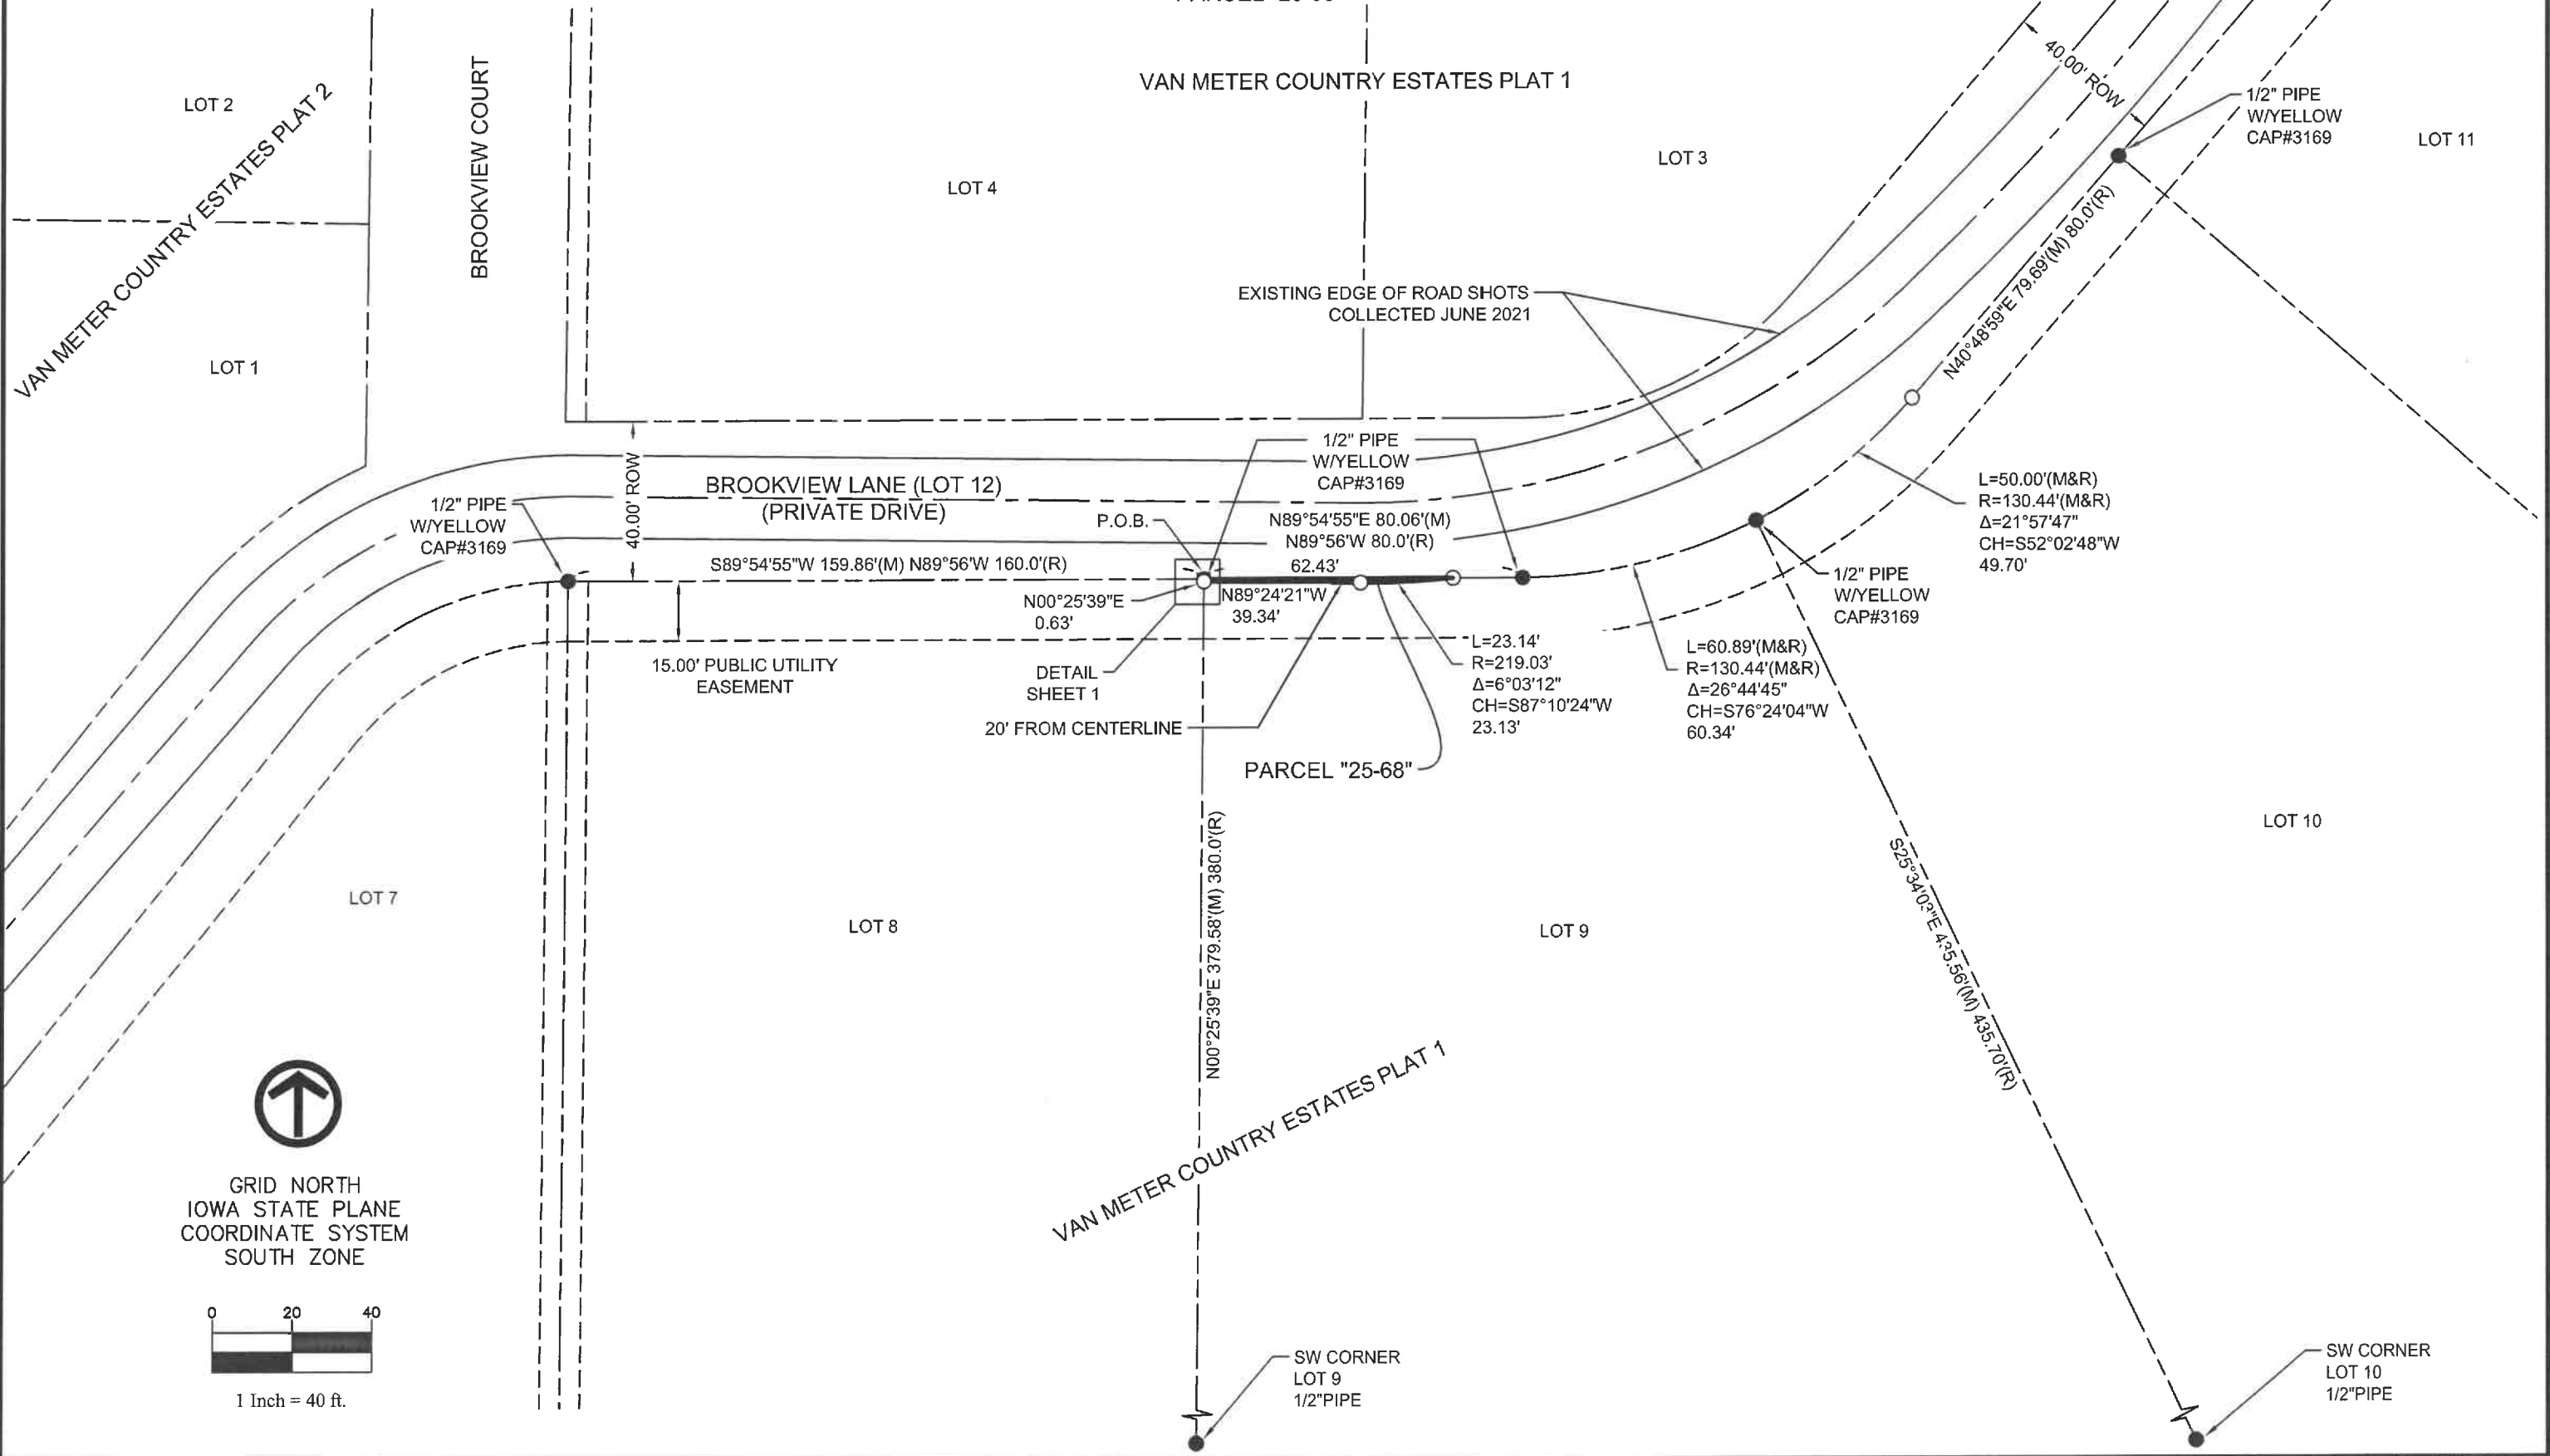 VAN METER COUNTRY ESTATES PLAT 1
LOT 2
VAN METER COUNTRY ESTATES PLAT 2
BROOKVIEW COURT
LOT 4
LOT 3
40.00' ROW
1/2" PIPE
W/YELLOW
CAP#3169
LOT 11
LOT 1
EXISTING EDGE OF ROAD SHOTS
COLLECTED JUNE 2021
N40°48'59"E 79.69'(M) 80.0'(R)
1/2" PIPE
W/YELLOW
CAP#3169
40.00' ROW
BROOKVIEW LANE (LOT 12)
(PRIVATE DRIVE)
1/2" PIPE
W/YELLOW
CAP#3169
P.O.B.
N89°54'55"E 80.06'(M)
N89°56'W 80.0'(R)
62.43'
S89°54'55"W 159.86'(M) N89°56'W 160.0'(R)
L=50.00'(M&R)
R=130.44'(M&R)
Δ=21°57'47"
CH=S52°02'48"W
49.70'
1/2" PIPE
W/YELLOW
CAP#3169
N00°25'39"E
0.63'
N89°24'21"W
39.34'
15.00' PUBLIC UTILITY
EASEMENT
DETAIL
SHEET 1
20' FROM CENTERLINE
L=23.14'
R=219.03'
Δ=6°03'12"
CH=S87°10'24"W
23.13'
L=60.89'(M&R)
R=130.44'(M&R)
Δ=26°44'45"
CH=S76°24'04"W
60.34'
PARCEL "25-68"
LOT 10
LOT 7
LOT 8
LOT 9
N00°25'39"E 379.58'(M) 380.0'(R)
S25°34'03"E 435.56'(M) 435.70'(R)
VAN METER COUNTRY ESTATES PLAT 1
GRID NORTH
IOWA STATE PLANE
COORDINATE SYSTEM
SOUTH ZONE
0 20 40
1 Inch = 40 ft.
SW CORNER
LOT 9
1/2"PIPE
SW CORNER
LOT 10
1/2"PIPE